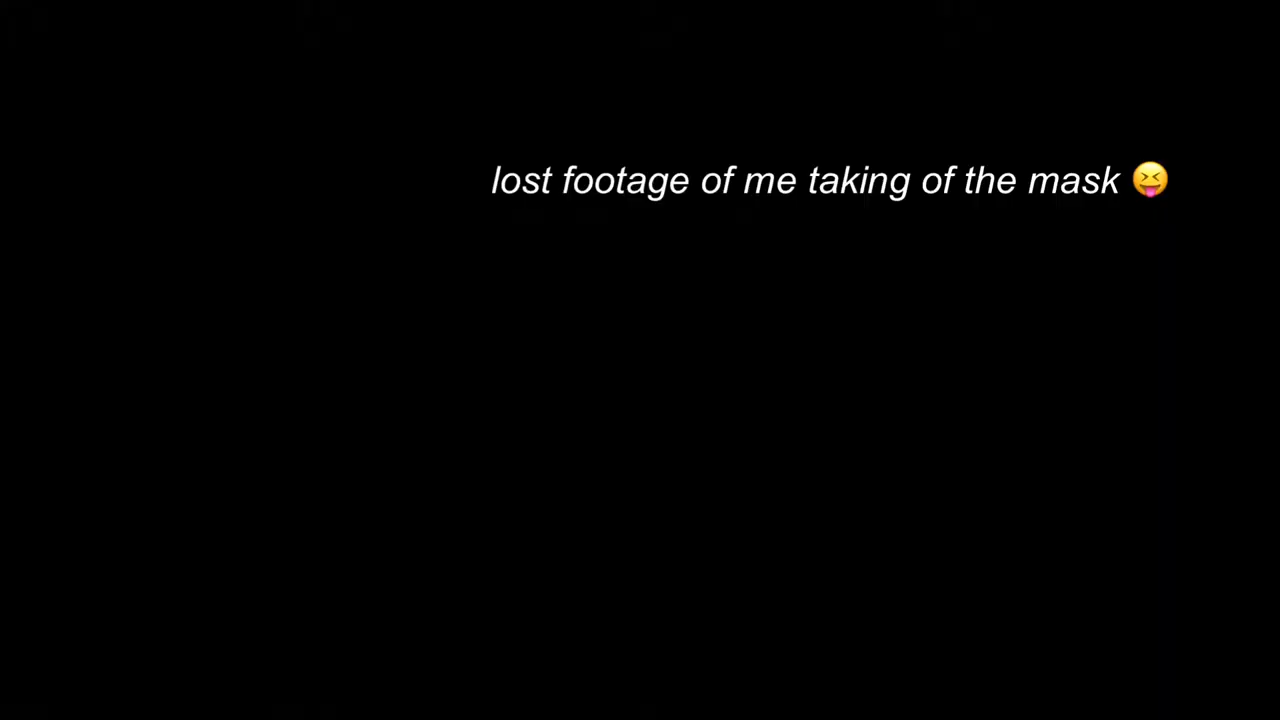 lost footage of me taking of the mask 😝